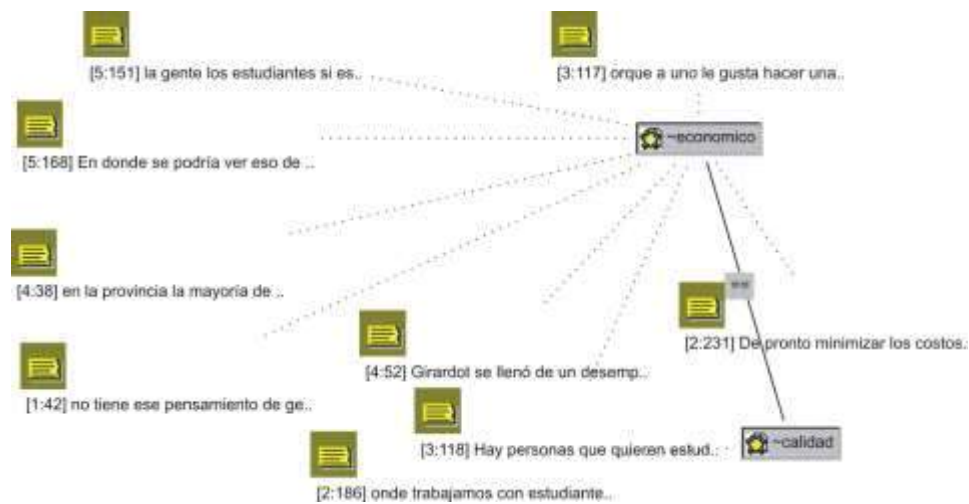 [5:151] la gente los estudiantes si es..
[3:117] orque a uno le gusta hacer una..
~economico
[5:168] En donde se podría ver eso de ..
[4:38] en la provincia la mayoría de ..
==
[2:231] De pronto minimizar los costos..
[4:52] Girardot se llenó de un desemp..
[1:42] no tiene ese pensamiento de ge..
[3:118] Hay personas que quieren estud..
~calidad
[2:186] onde trabajamos con estudiante..